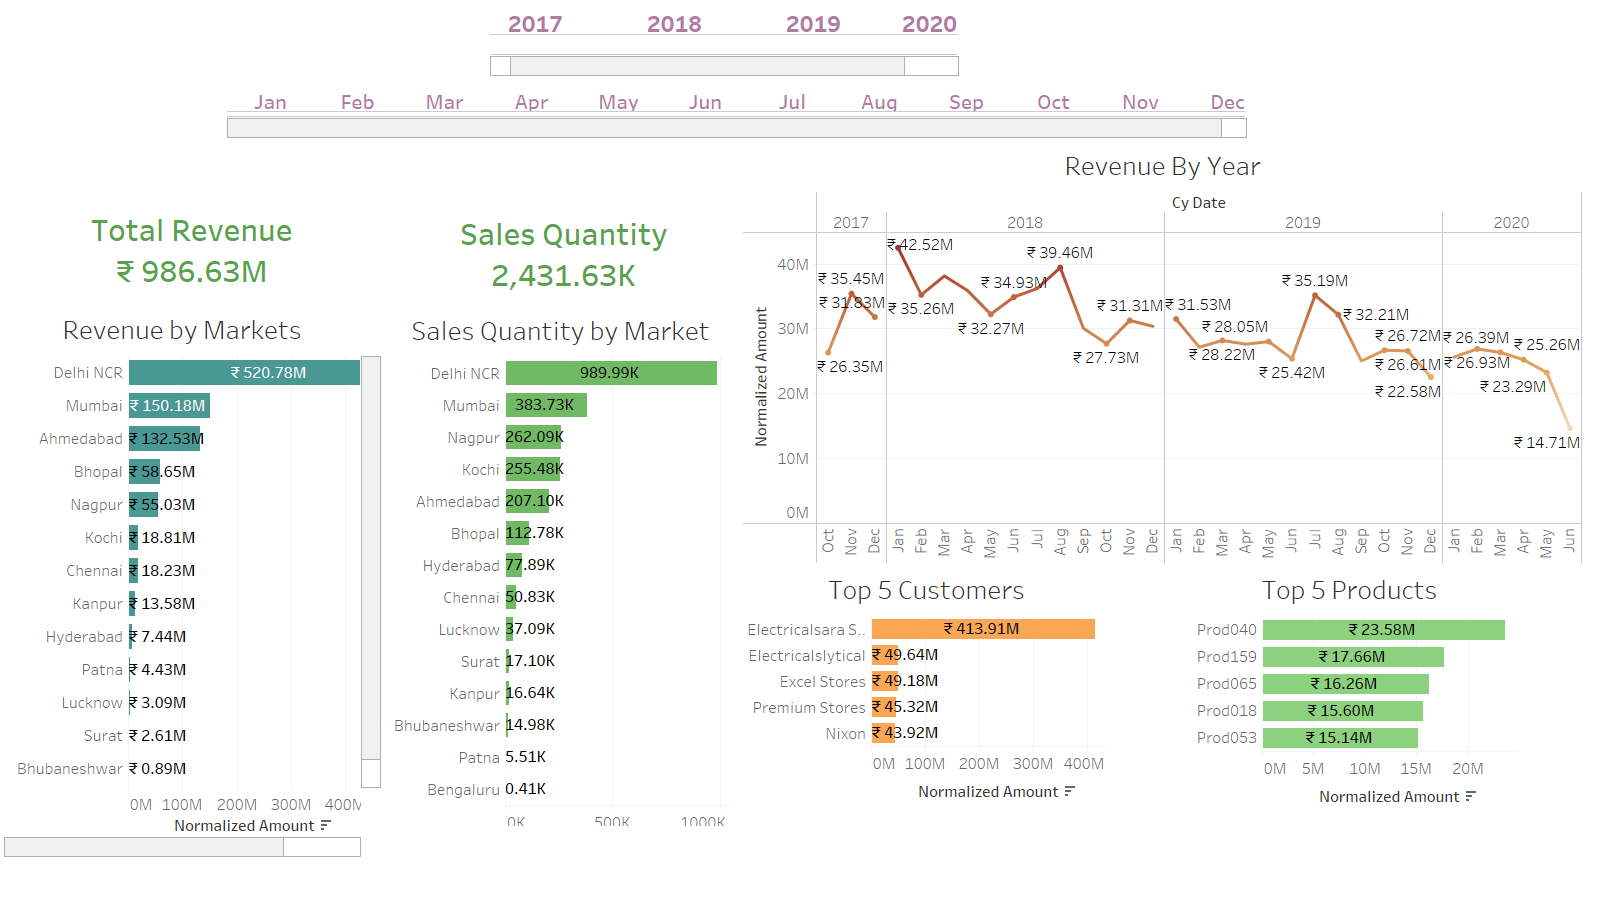 2017 2018 2019 2020
Jan Feb Mar Apr May Jun Jul Aug Sep Oct Nov Dec
Total Revenue
₹ 986.63M
Sales Quantity
2,431.63K
Revenue by Markets
Delhi NCR ₹ 520.78M
Mumbai ₹ 150.18M
Ahmedabad ₹ 132.53M
Bhopal ₹ 58.65M
Nagpur ₹ 55.03M
Kochi ₹ 18.81M
Chennai ₹ 18.23M
Kanpur ₹ 13.58M
Hyderabad ₹ 7.44M
Patna ₹ 4.43M
Lucknow ₹ 3.09M
Surat ₹ 2.61M
Bhubaneshwar ₹ 0.89M
0M 100M 200M 300M 400M
Normalized Amount
Sales Quantity by Market
Delhi NCR 989.99K
Mumbai 383.73K
Nagpur 262.09K
Kochi 255.48K
Ahmedabad 207.10K
Bhopal 112.78K
Hyderabad 77.89K
Chennai 50.83K
Lucknow 37.09K
Surat 17.10K
Kanpur 16.64K
Bhubaneshwar 14.98K
Patna 5.51K
Bengaluru 0.41K
0K 500K 1000K
Revenue By Year
Cy Date
2017 2018 2019 2020
Normalized Amount
40M
30M
20M
10M
0M
₹ 26.35M
₹ 35.45M
₹ 31.83M
₹ 42.52M
₹ 35.26M
₹ 32.27M
₹ 34.93M
₹ 39.46M
₹ 27.73M
₹ 31.31M
₹ 31.53M
₹ 28.22M
₹ 28.05M
₹ 25.42M
₹ 35.19M
₹ 32.21M
₹ 26.72M
₹ 26.61M
₹ 22.58M
₹ 26.39M
₹ 26.93M
₹ 25.26M
₹ 23.29M
₹ 14.71M
Oct Nov Dec Jan Feb Mar Apr May Jun Jul Aug Sep Oct Nov Dec Jan Feb Mar Apr May Jun Jul Aug Sep Oct Nov Dec Jan Feb Mar Apr May Jun
Top 5 Customers
Electricalsara S.. ₹ 413.91M
Electricalslytical ₹ 49.64M
Excel Stores ₹ 49.18M
Premium Stores ₹ 45.32M
Nixon ₹ 43.92M
0M 100M 200M 300M 400M
Normalized Amount
Top 5 Products
Prod040 ₹ 23.58M
Prod159 ₹ 17.66M
Prod065 ₹ 16.26M
Prod018 ₹ 15.60M
Prod053 ₹ 15.14M
0M 5M 10M 15M 20M
Normalized Amount